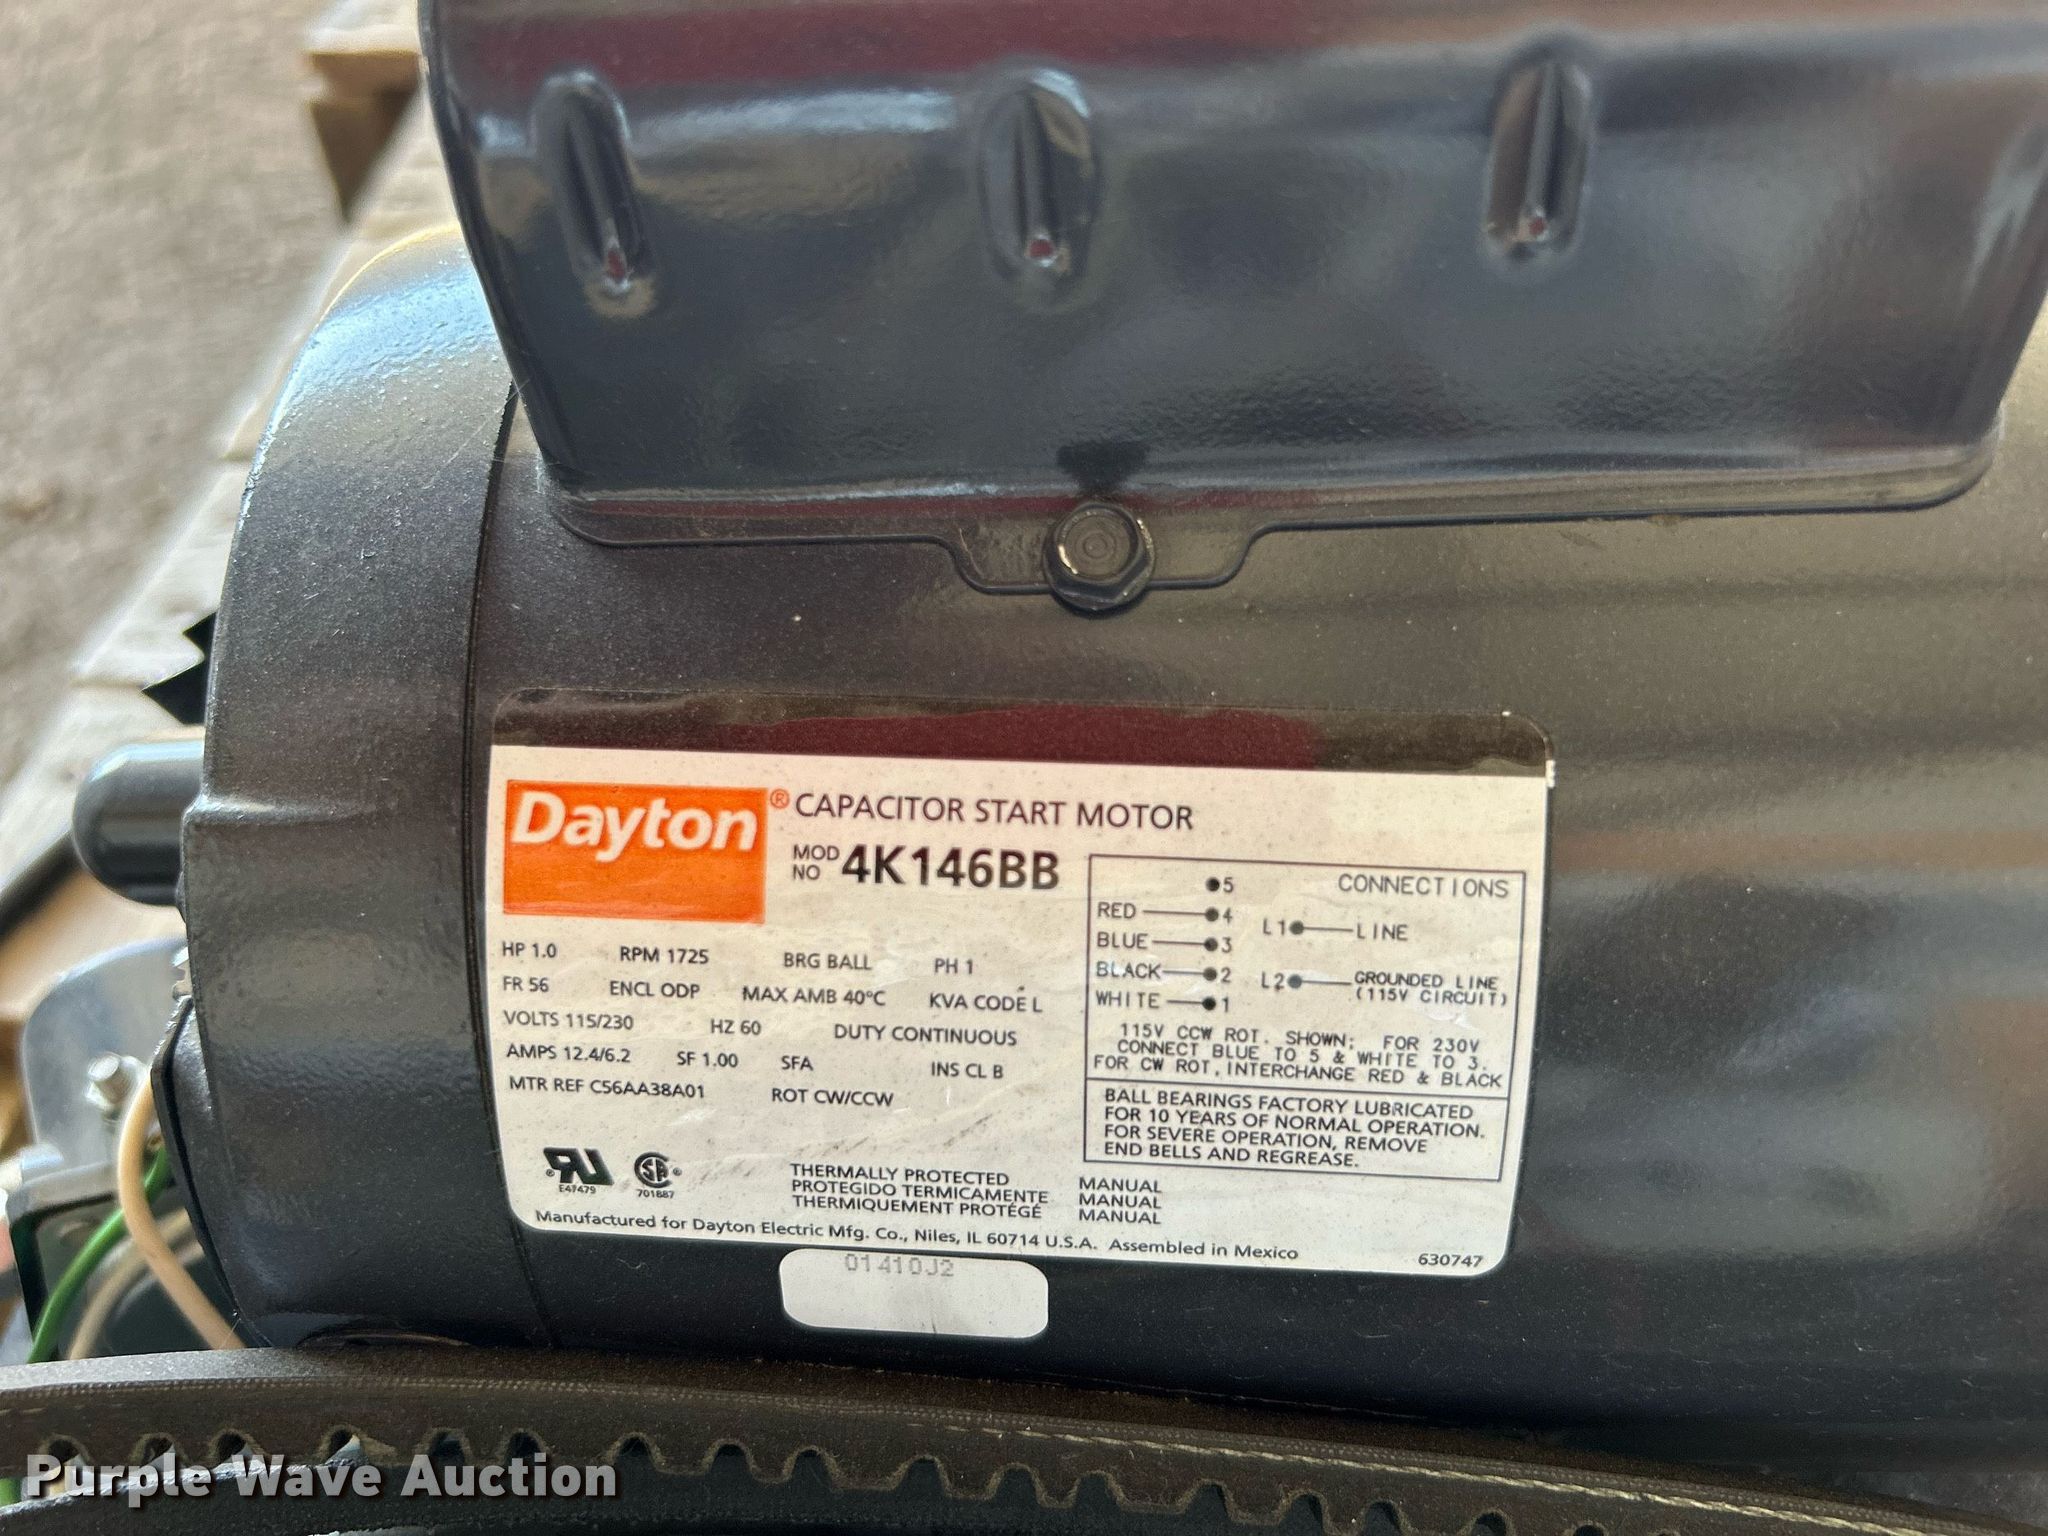 Dayton® CAPACITOR START MOTOR
MOD NO 4K146BB
HP 1.0 RPM 1725 BRG BALL PH 1
FR 56 ENCL ODP MAX AMB 40°C KVA CODE L
VOLTS 115/230 HZ 60 DUTY CONTINUOUS
AMPS 12.4/6.2 SF 1.00 SFA INS CL B
MTR REF C56AA38A01 ROT CW/CCW
5 CONNECTIONS
RED 4 L1 LINE
BLUE 3
BLACK 2 L2 GROUNDED LINE
(115V CIRCUIT)
WHITE 1
115V CCW ROT. SHOWN; FOR 230V
CONNECT BLUE TO 5 & WHITE TO 3.
FOR CW ROT, INTERCHANGE RED & BLACK
BALL BEARINGS FACTORY LUBRICATED
FOR 10 YEARS OF NORMAL OPERATION.
FOR SEVERE OPERATION, REMOVE
END BELLS AND REGREASE.
E47479
SA ®
701887
THERMALLY PROTECTED MANUAL
PROTEGIDO TERMICAMENTE MANUAL
THERMIQUEMENT PROTÉGÉ MANUAL
Manufactured for Dayton Electric Mfg. Co., Niles, IL 60714 U.S.A. Assembled in Mexico 630747
01410J2
Purple Wave Auction